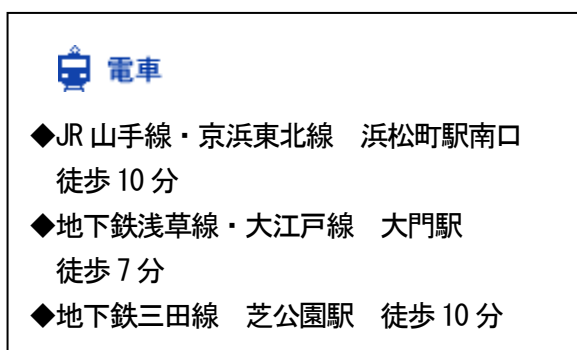 電車
◆JR山手線・京浜東北線　浜松町駅南口
徒歩10分
◆地下鉄浅草線・大江戸線　大門駅
徒歩7分
◆地下鉄三田線　芝公園駅　徒歩10分